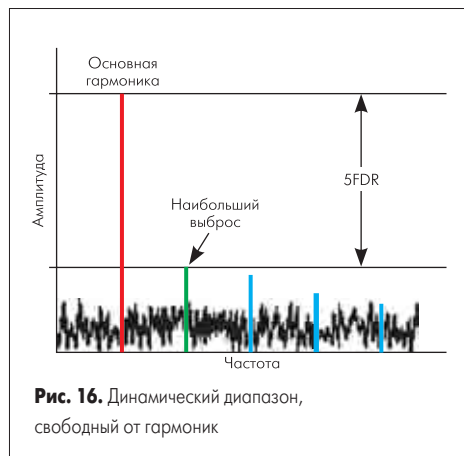 Основная
гармоника
Амплитуда
5FDR
Наибольший
выброс
Частота
Рис. 16. Динамический диапазон,
свободный от гармоник